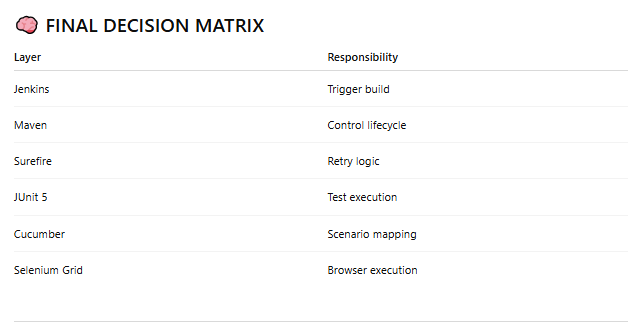 🧠 FINAL DECISION MATRIX
Layer Responsibility
Jenkins Trigger build
Maven Control lifecycle
Surefire Retry logic
JUnit 5 Test execution
Cucumber Scenario mapping
Selenium Grid Browser execution